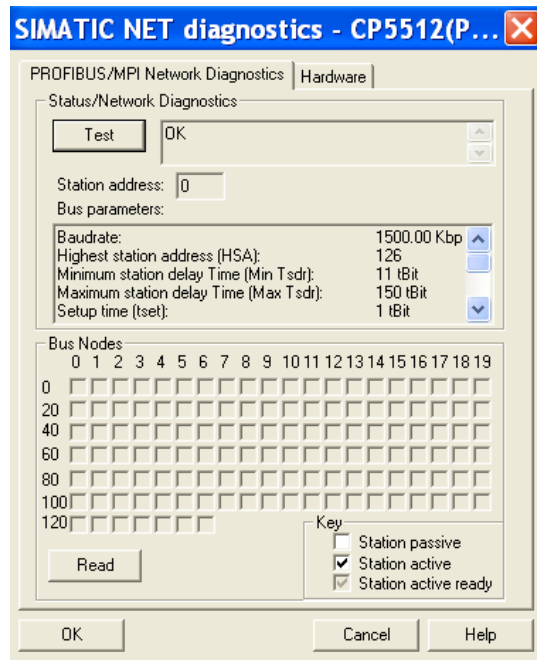 SIMATIC NET diagnostics - CP5512(P...
PROFIBUS/MPI Network Diagnostics Hardware
Status/Network Diagnostics
Test OK
Station address: 0
Bus parameters:
Baudrate: 1500.00 Kbp
Highest station address (HSA): 126
Minimum station delay Time (Min Tsdr): 11 tBit
Maximum station delay Time (Max Tsdr): 150 tBit
Setup time (tset): 1 tBit
Bus Nodes
0 1 2 3 4 5 6 7 8 9 10 11 12 13 14 15 16 17 18 19
0
20
40
60
80
100
120
Key
Station passive
Station active
Station active ready
Read
OK Cancel Help